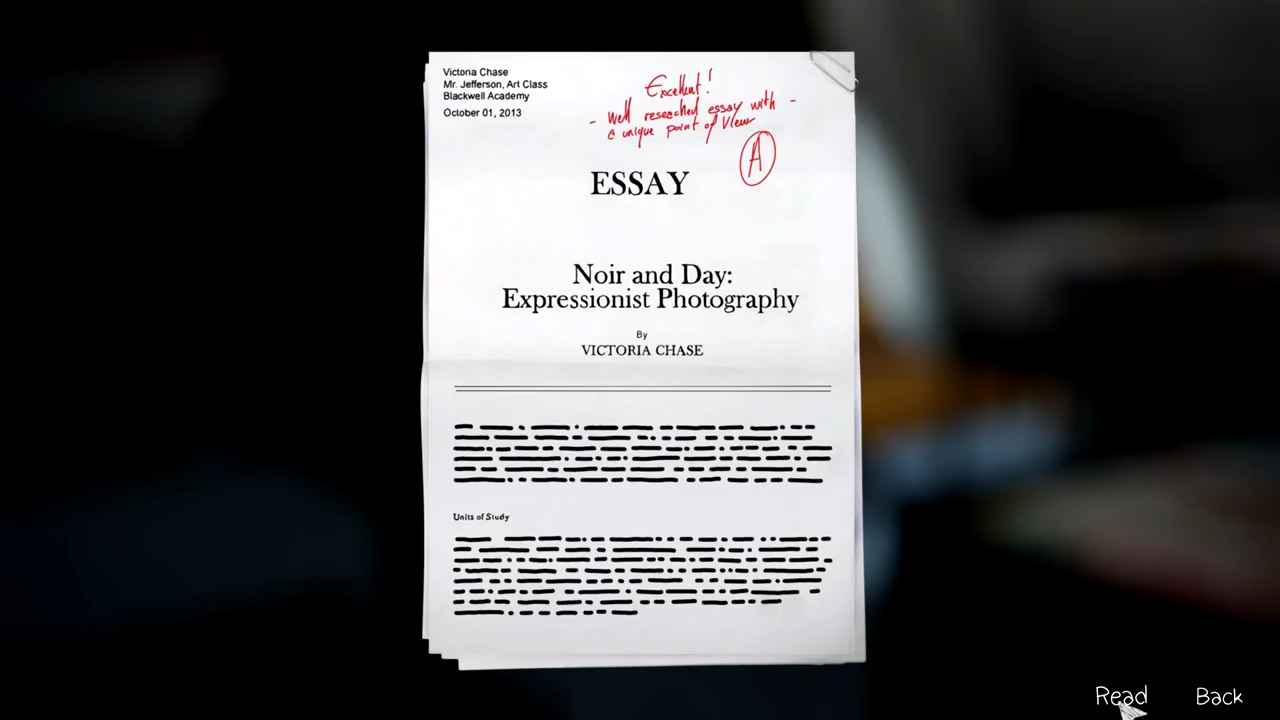 Victoria Chase
Mr. Jefferson, Art Class
Blackwell Academy
October 01, 2013
Excellent!
- Well reseached essay with -
a unique point of View
A
ESSAY
Noir and Day:
Expressionist Photography
By
VICTORIA CHASE
Units of Study
Read
Back